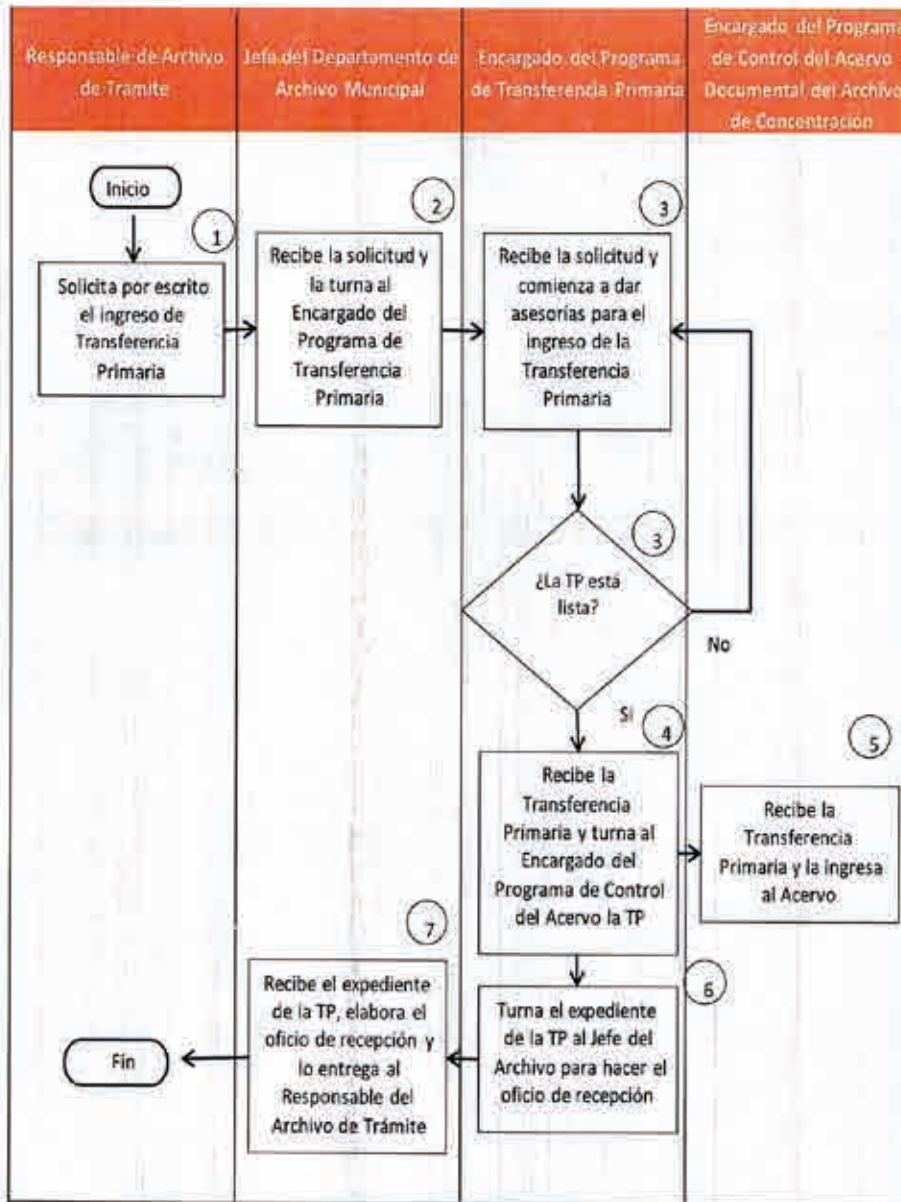 Responsable de Archivo
de Trámite
Jefe del Departamento de
Archivo Municipal
Encargado del Programa
de Transferencia Primaria
Encargado del Programa
de Control del Acervo
Documental del Archivo
de Concentración
Inicio
1
Solicita por escrito
el ingreso de
Transferencia
Primaria
2
Recibe la solicitud y
la turna al
Encargado del
Programa de
Transferencia
Primaria
3
Recibe la solicitud y
comienza a dar
asesorías para el
ingreso de la
Transferencia
Primaria
3
¿La TP está
lista?
No
Si
4
Recibe la
Transferencia
Primaria y turna al
Encargado del
Programa de Control
del Acervo la TP
5
Recibe la
Transferencia
Primaria y la ingresa
al Acervo
6
Turna el expediente
de la TP al Jefe del
Archivo para hacer el
oficio de recepción
7
Recibe el expediente
de la TP, elabora el
oficio de recepción y
lo entrega al
Responsable del
Archivo de Trámite
Fin